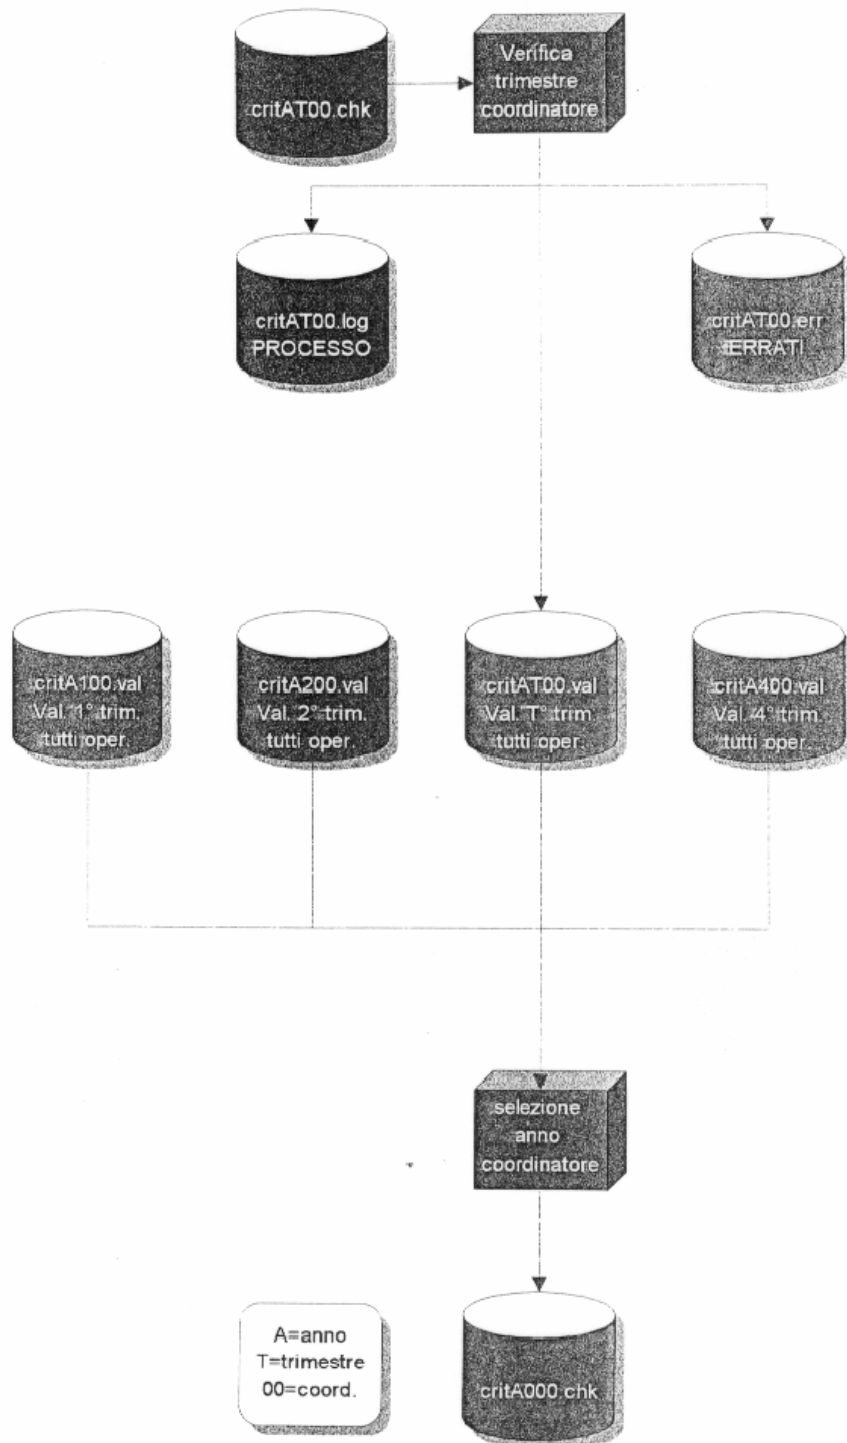 critAT00.chk
Verifica
trimestre
coordinatore
critAT00.log
PROCESSO
critAT00.err
ERRATI
critA100.val
Val. 1° trim.
tutti oper.
critA200.val
Val. 2° trim.
tutti oper.
critAT00.val
Val. T° trim.
tutti oper.
critA400.val
Val. 4° trim.
tutti oper.
selezione
anno
coordinatore
A=anno
T=trimestre
00=coord.
critA000.chk